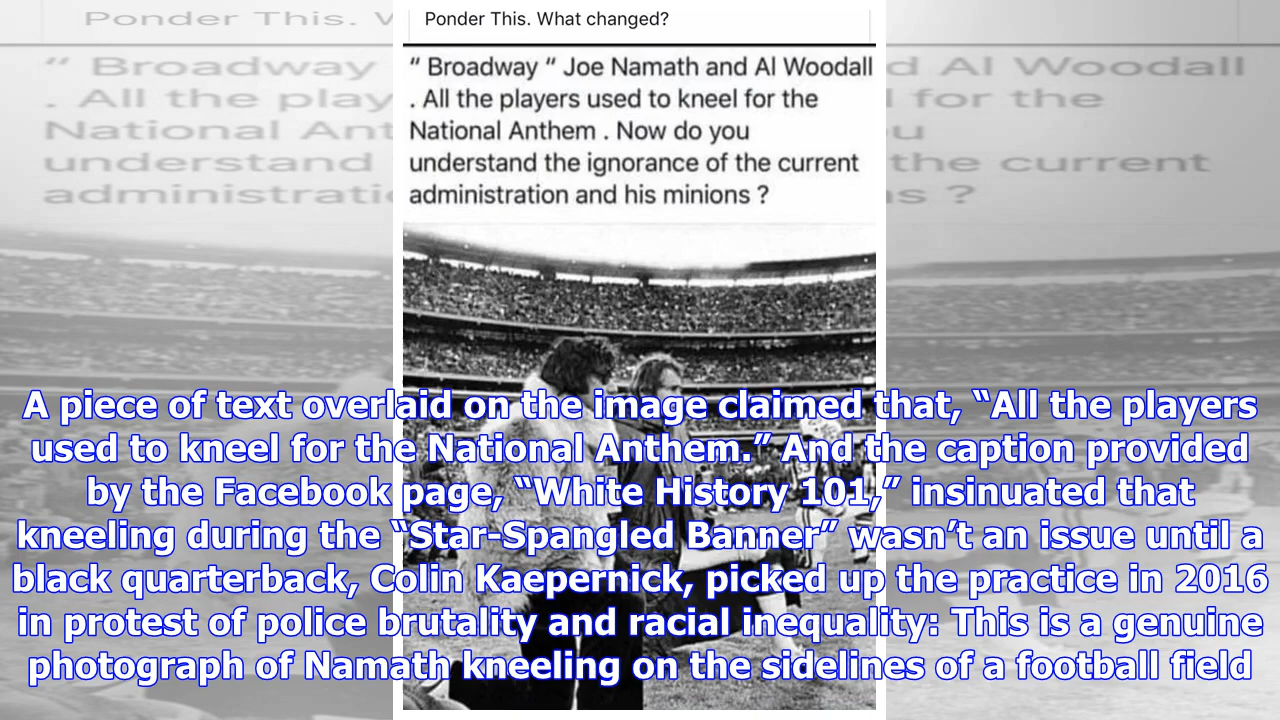 Ponder This. What changed?
“ Broadway “ Joe Namath and Al Woodall
. All the players used to kneel for the
National Anthem . Now do you
understand the ignorance of the current
administration and his minions ?
A piece of text overlaid on the image claimed that, “All the players
used to kneel for the National Anthem.” And the caption provided
by the Facebook page, “White History 101,” insinuated that
kneeling during the “Star-Spangled Banner” wasn’t an issue until a
black quarterback, Colin Kaepernick, picked up the practice in 2016
in protest of police brutality and racial inequality: This is a genuine
photograph of Namath kneeling on the sidelines of a football field